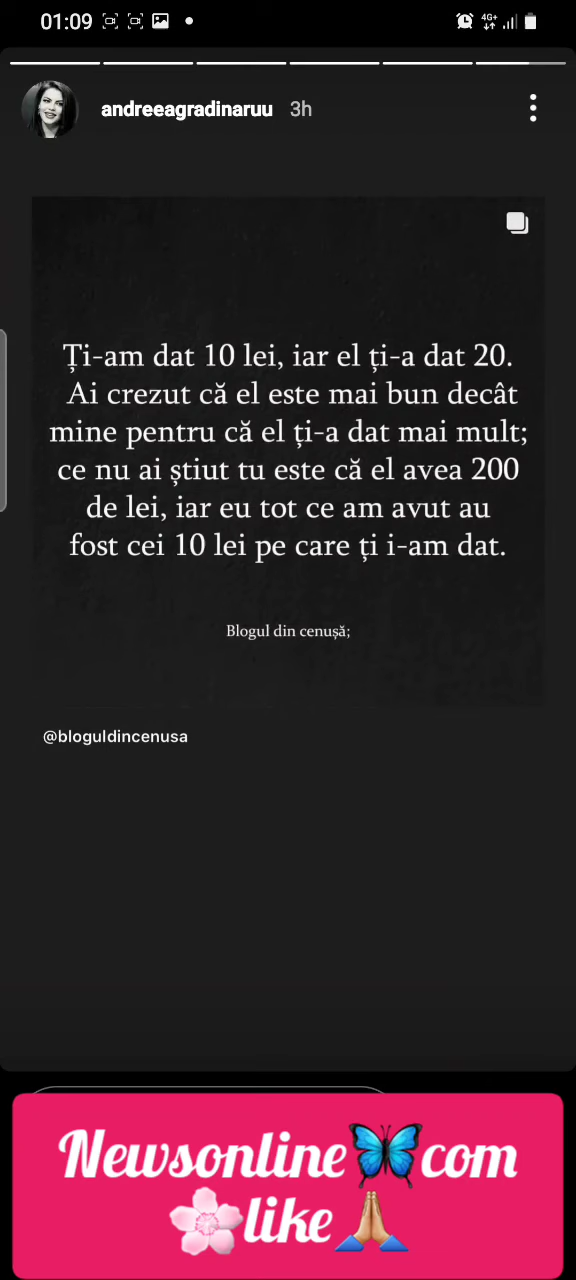 01:09
4G+
andreeagradinaruu 3h
Ți-am dat 10 lei, iar el ți-a dat 20.
Ai crezut că el este mai bun decât
mine pentru că el ți-a dat mai mult;
ce nu ai știut tu este că el avea 200
de lei, iar eu tot ce am avut au
fost cei 10 lei pe care ți i-am dat.
Blogul din cenușă;
@bloguldincenusa
Newsonline🦋com
🌸like🙏🏼